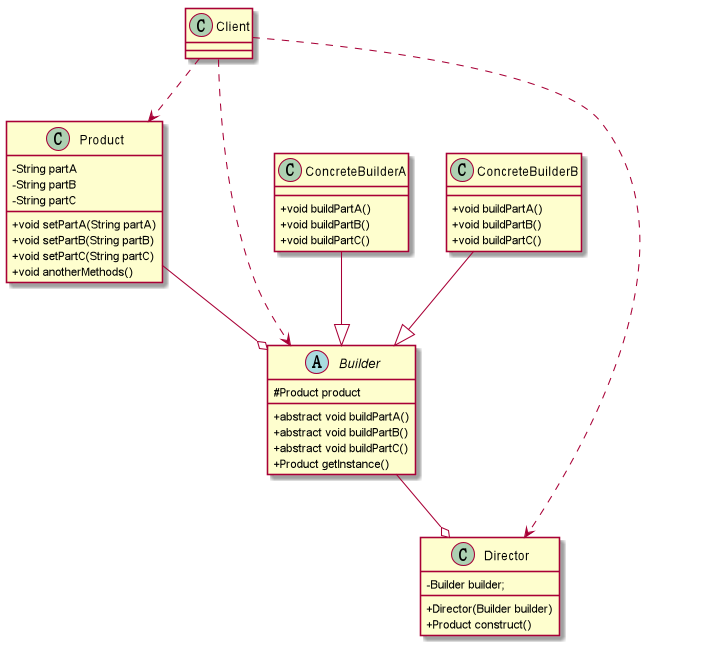 C Client
C Product
-String partA
-String partB
-String partC
+void setPartA(String partA)
+void setPartB(String partB)
+void setPartC(String partC)
+void anotherMethods()
C ConcreteBuilderA
+void buildPartA()
+void buildPartB()
+void buildPartC()
C ConcreteBuilderB
+void buildPartA()
+void buildPartB()
+void buildPartC()
A Builder
#Product product
+abstract void buildPartA()
+abstract void buildPartB()
+abstract void buildPartC()
+Product getInstance()
C Director
-Builder builder;
+Director(Builder builder)
+Product construct()